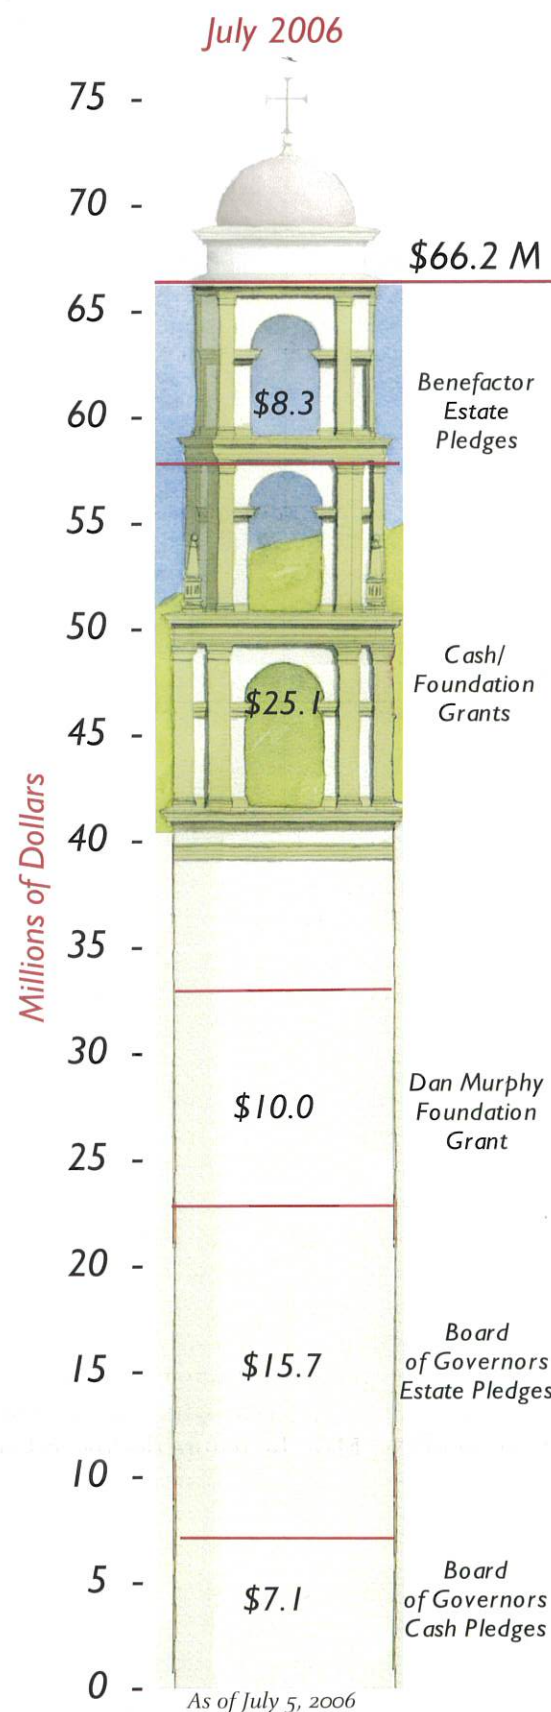 July 2006
75 -
70 -
$66.2 M
65 -
Benefactor
Estate
Pledges
60 -
$8.3
55 -
50 -
Cash/
Foundation
Grants
$25.1
45 -
40 -
Millions of Dollars
35 -
30 -
Dan Murphy
Foundation
Grant
$10.0
25 -
20 -
Board
of Governors
Estate Pledges
15 -
$15.7
10 -
Board
of Governors
Cash Pledges
5 -
$7.1
0 -
As of July 5, 2006